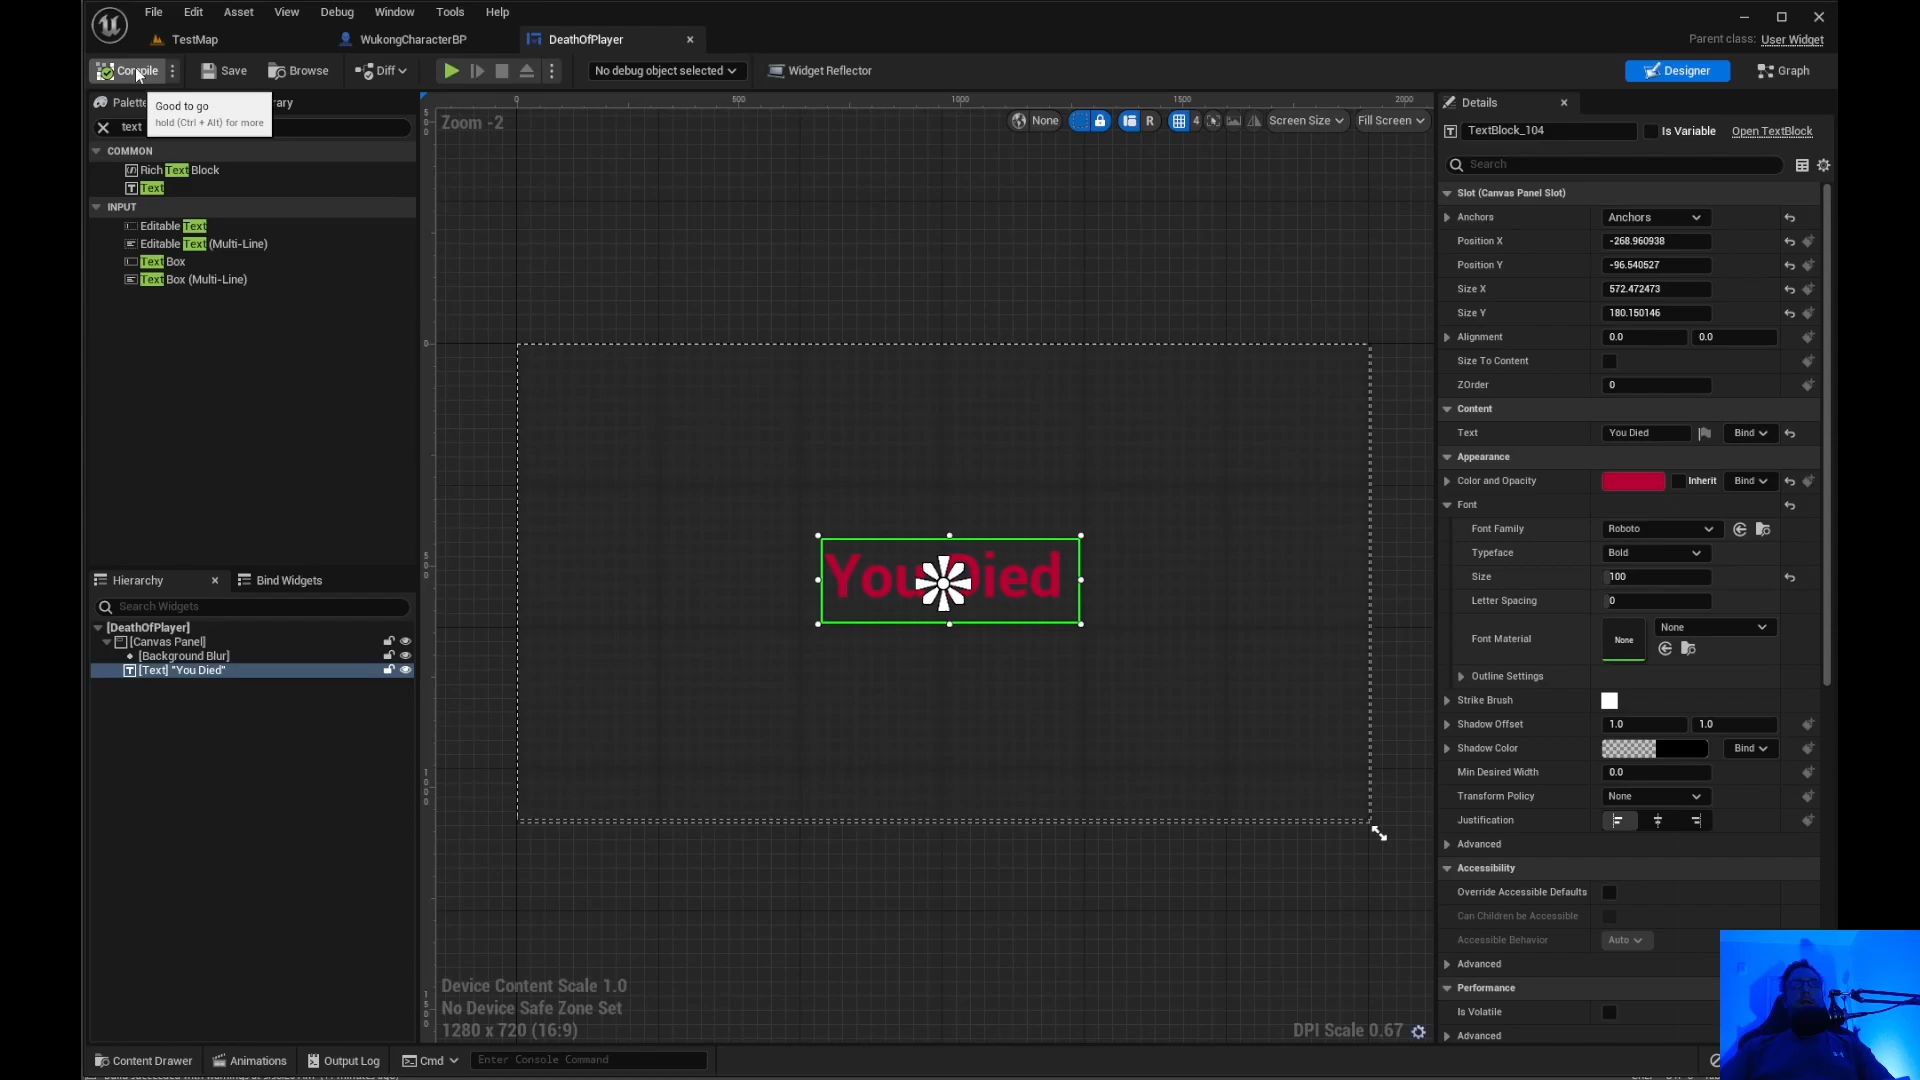 File Edit Asset View Debug Window Tools Help
TestMap WukongCharacterBP DeathOfPlayer
Parent class: User Widget
Compile Save Browse Diff No debug object selected Widget Reflector Designer Graph
Good to go
hold (Ctrl + Alt) for more
Palette
text
COMMON
Rich Text Block
Text
INPUT
Editable Text
Editable Text (Multi-Line)
Text Box
Text Box (Multi-Line)
Hierarchy Bind Widgets
Search Widgets
[DeathOfPlayer]
[Canvas Panel]
[Background Blur]
[Text] "You Died"
0 500 1000 1500 2000
Zoom -2
None R 4 Screen Size Fill Screen
You Died
Device Content Scale 1.0
No Device Safe Zone Set
1280 x 720 (16:9)
DPI Scale 0.67
Details
TextBlock_104 Is Variable Open TextBlock
Search
Slot (Canvas Panel Slot)
Anchors Anchors
Position X -268.960938
Position Y -96.540527
Size X 572.472473
Size Y 180.150146
Alignment 0.0 0.0
Size To Content
ZOrder 0
Content
Text You Died Bind
Appearance
Color and Opacity Inherit Bind
Font
Font Family Roboto
Typeface Bold
Size 100
Letter Spacing 0
Font Material None None
Outline Settings
Strike Brush
Shadow Offset 1.0 1.0
Shadow Color Bind
Min Desired Width 0.0
Transform Policy None
Justification
Advanced
Accessibility
Override Accessible Defaults
Can Children be Accessible
Accessible Behavior Auto
Advanced
Performance
Is Volatile
Advanced
Content Drawer Animations Output Log Cmd Enter Console Command